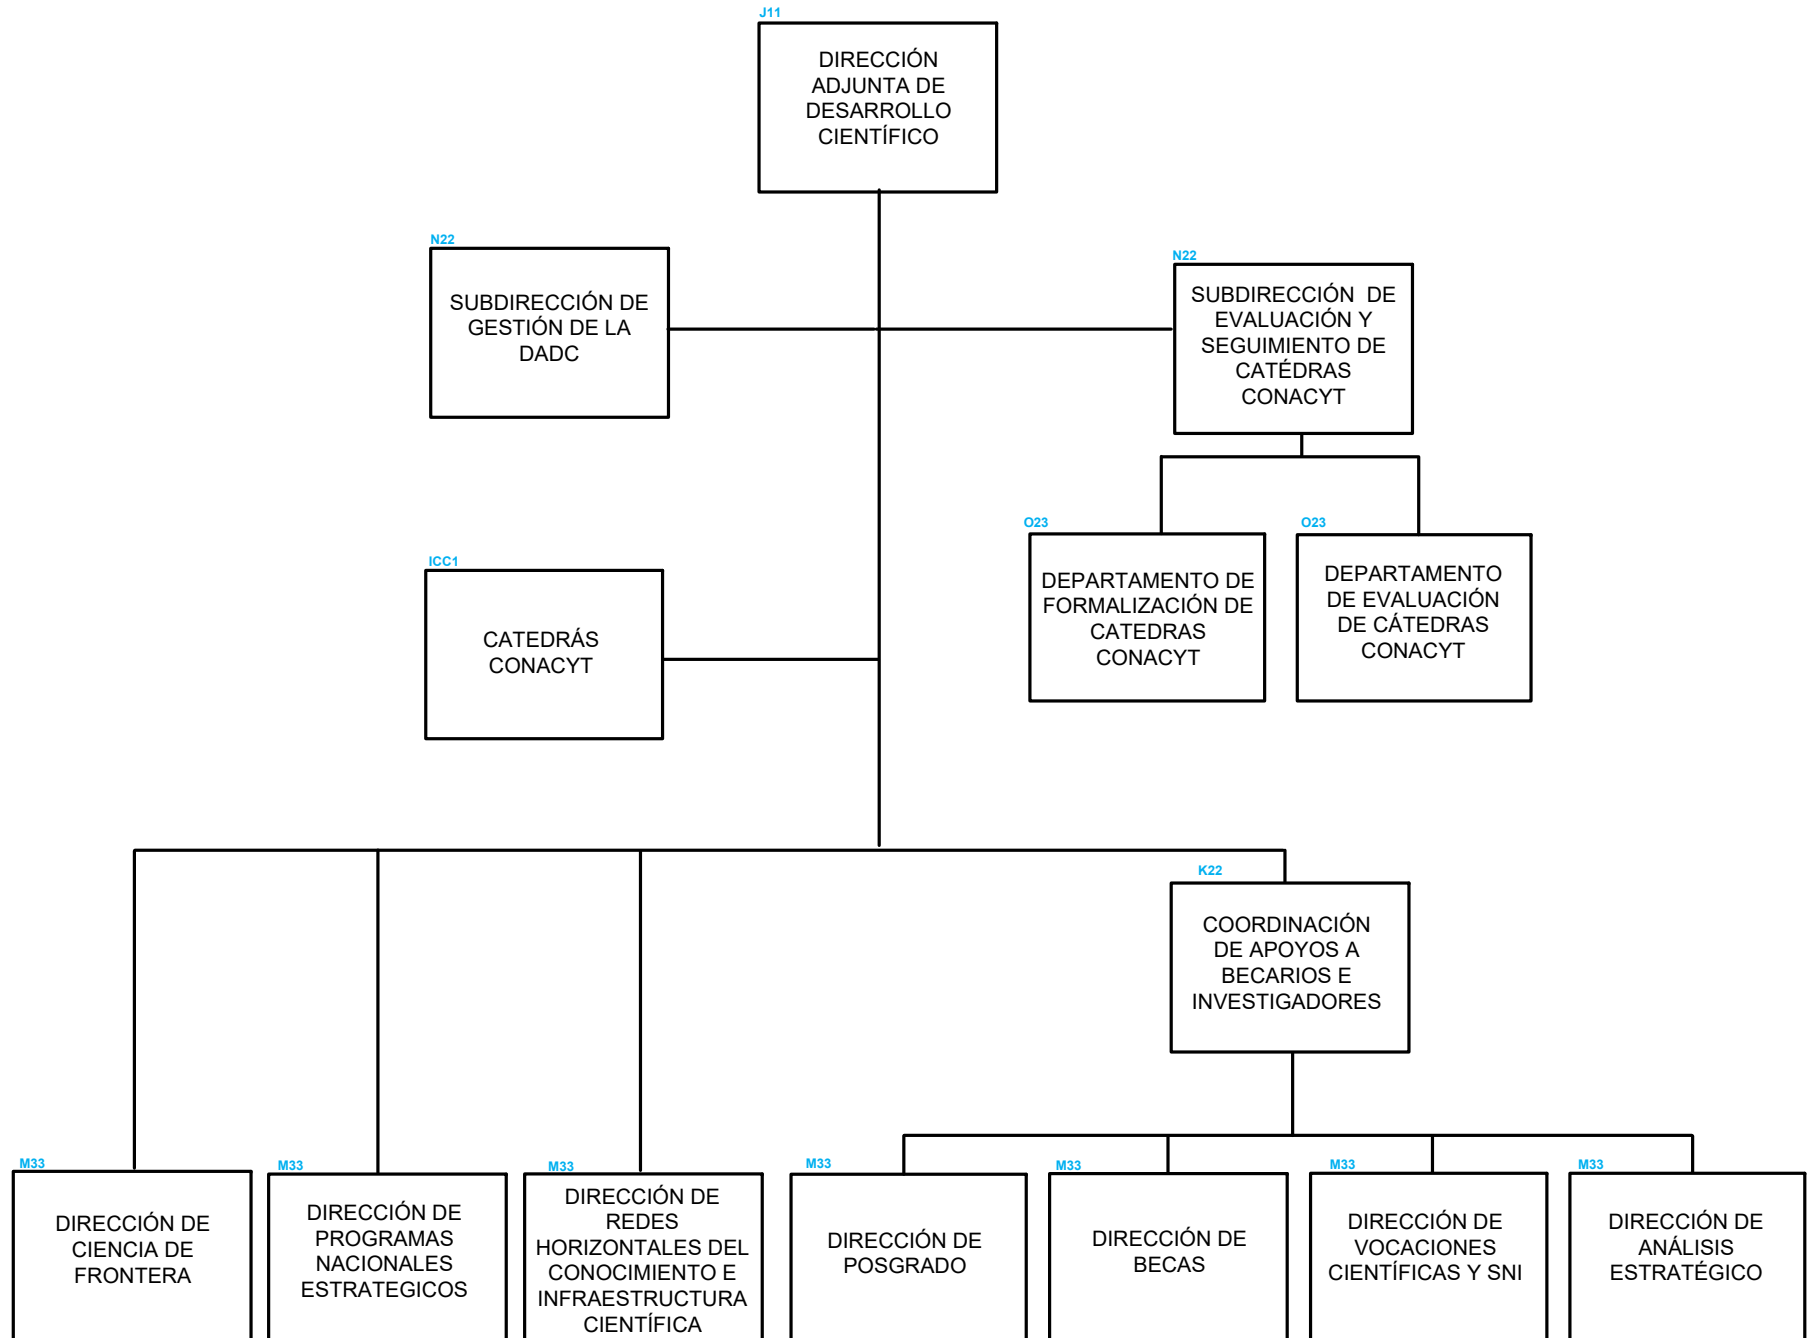 J11
DIRECCIÓN
ADJUNTA DE
DESARROLLO
CIENTÍFICO
N22
SUBDIRECCIÓN DE
GESTIÓN DE LA
DADC
N22
SUBDIRECCIÓN  DE
EVALUACIÓN Y
SEGUIMIENTO DE
CATÉDRAS
CONACYT
O23
DEPARTAMENTO DE
FORMALIZACIÓN DE
CATEDRAS
CONACYT
O23
DEPARTAMENTO
DE EVALUACIÓN
DE CÁTEDRAS
CONACYT
ICC1
CATEDRÁS
CONACYT
K22
COORDINACIÓN
DE APOYOS A
BECARIOS E
INVESTIGADORES
M33
DIRECCIÓN DE
CIENCIA DE
FRONTERA
M33
DIRECCIÓN DE
PROGRAMAS
NACIONALES
ESTRATEGICOS
M33
DIRECCIÓN DE
REDES
HORIZONTALES DEL
CONOCIMIENTO E
INFRAESTRUCTURA
CIENTÍFICA
M33
DIRECCIÓN DE
POSGRADO
M33
DIRECCIÓN DE
BECAS
M33
DIRECCIÓN DE
VOCACIONES
CIENTÍFICAS Y SNI
M33
DIRECCIÓN DE
ANÁLISIS
ESTRATÉGICO